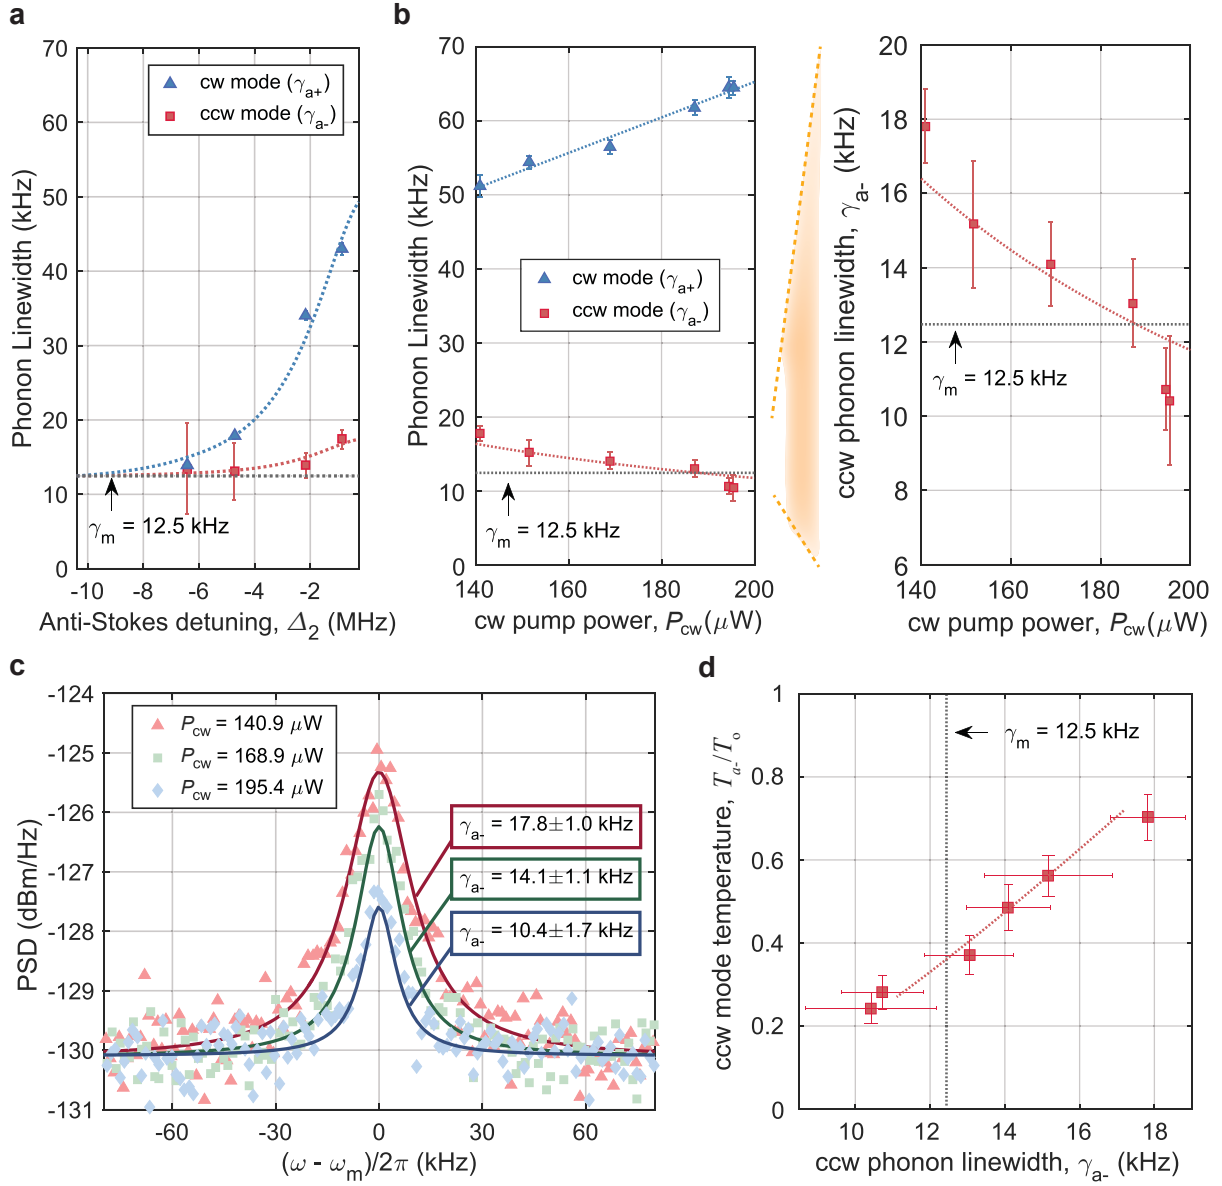 a
70
60
50
40
30
20
10
0
-10
-8
-6
-4
-2
Phonon Linewidth (kHz)
Anti-Stokes detuning, Δ2 (MHz)
cw mode (γa+)
ccw mode (γa-)
γm = 12.5 kHz
b
70
60
50
40
30
20
10
0
140
160
180
200
Phonon Linewidth (kHz)
cw pump power, Pcw(μW)
cw mode (γa+)
ccw mode (γa-)
γm = 12.5 kHz
20
18
16
14
12
10
8
6
140
160
180
200
ccw phonon linewidth, γa- (kHz)
cw pump power, Pcw(μW)
γm = 12.5 kHz
c
-124
-125
-126
-127
-128
-129
-130
-131
-60
-30
0
30
60
PSD (dBm/Hz)
(ω - ωm)/2π (kHz)
Pcw = 140.9 μW
Pcw = 168.9 μW
Pcw = 195.4 μW
γa- = 17.8±1.0 kHz
γa- = 14.1±1.1 kHz
γa- = 10.4±1.7 kHz
d
1
0.8
0.6
0.4
0.2
0
10
12
14
16
18
ccw mode temperature, Ta-/To
ccw phonon linewidth, γa- (kHz)
γm = 12.5 kHz